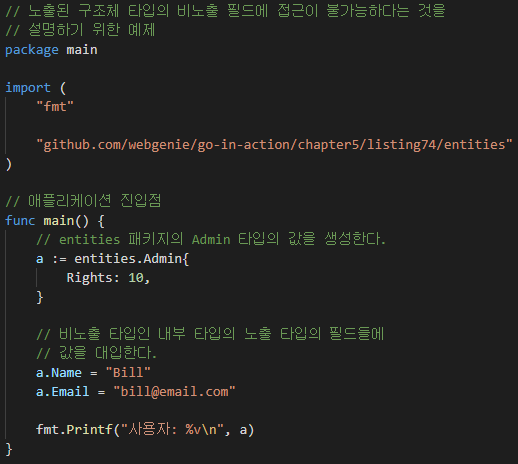 // 노출된 구조체 타입의 비노출 필드에 접근이 불가능하다는 것을
// 설명하기 위한 예제
package main
import (
"fmt"
"github.com/webgenie/go-in-action/chapter5/listing74/entities"
)
// 애플리케이션 진입점
func main() {
// entities 패키지의 Admin 타입의 값을 생성한다.
a := entities.Admin{
Rights: 10,
}
// 비노출 타입인 내부 타입의 노출 타입의 필드들에
// 값을 대입한다.
a.Name = "Bill"
a.Email = "bill@email.com"
fmt.Printf("사용자: %v\n", a)
}